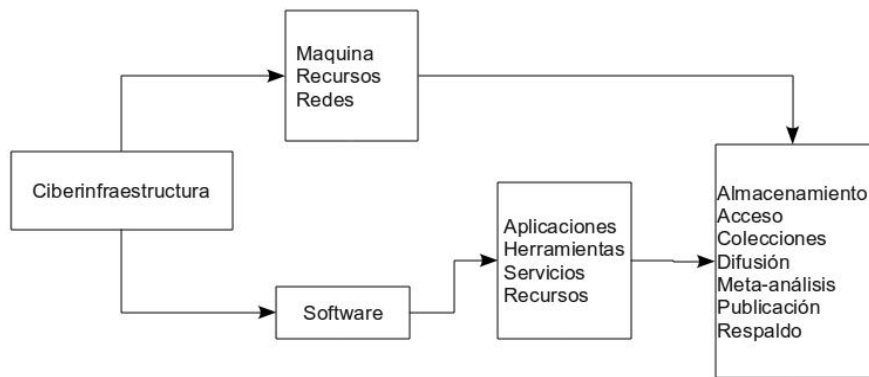 Maquina
Recursos
Redes
Ciberinfraestructura
Software
Aplicaciones
Herramientas
Servicios
Recursos
Almacenamiento
Acceso
Colecciones
Difusión
Meta-análisis
Publicación
Respaldo